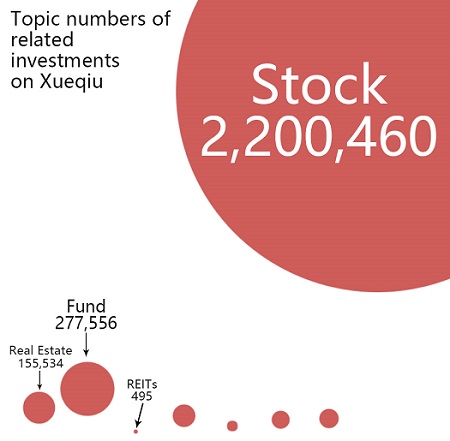 Topic numbers of
related
investments
on Xueqiu
Stock
2,200,460
Fund
277,556
Real Estate
155,534
REITs
495